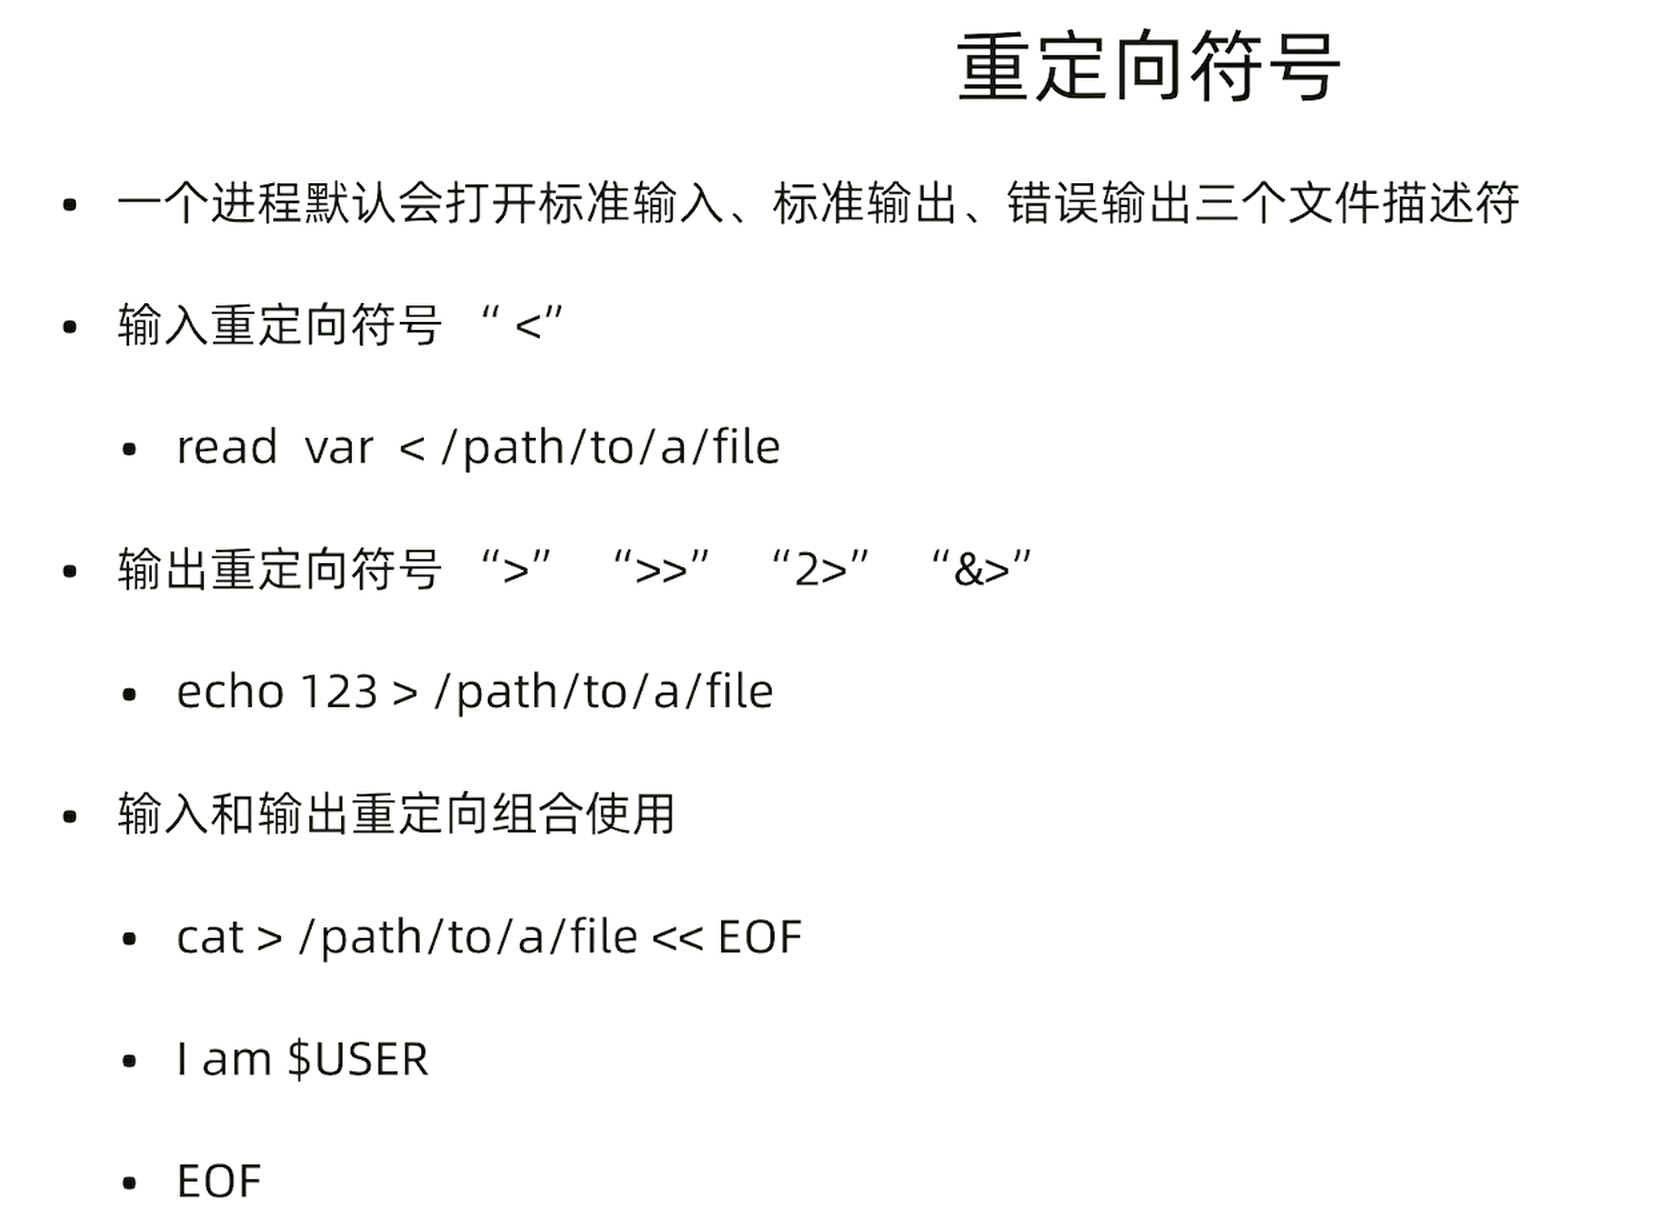 重定向符号
• 一个进程默认会打开标准输入、标准输出、错误输出三个文件描述符
• 输入重定向符号 “ <”
• read var < /path/to/a/file
• 输出重定向符号 “>” “>>” “2>” “&>”
• echo 123 > /path/to/a/file
• 输入和输出重定向组合使用
• cat > /path/to/a/file << EOF
• I am $USER
• EOF